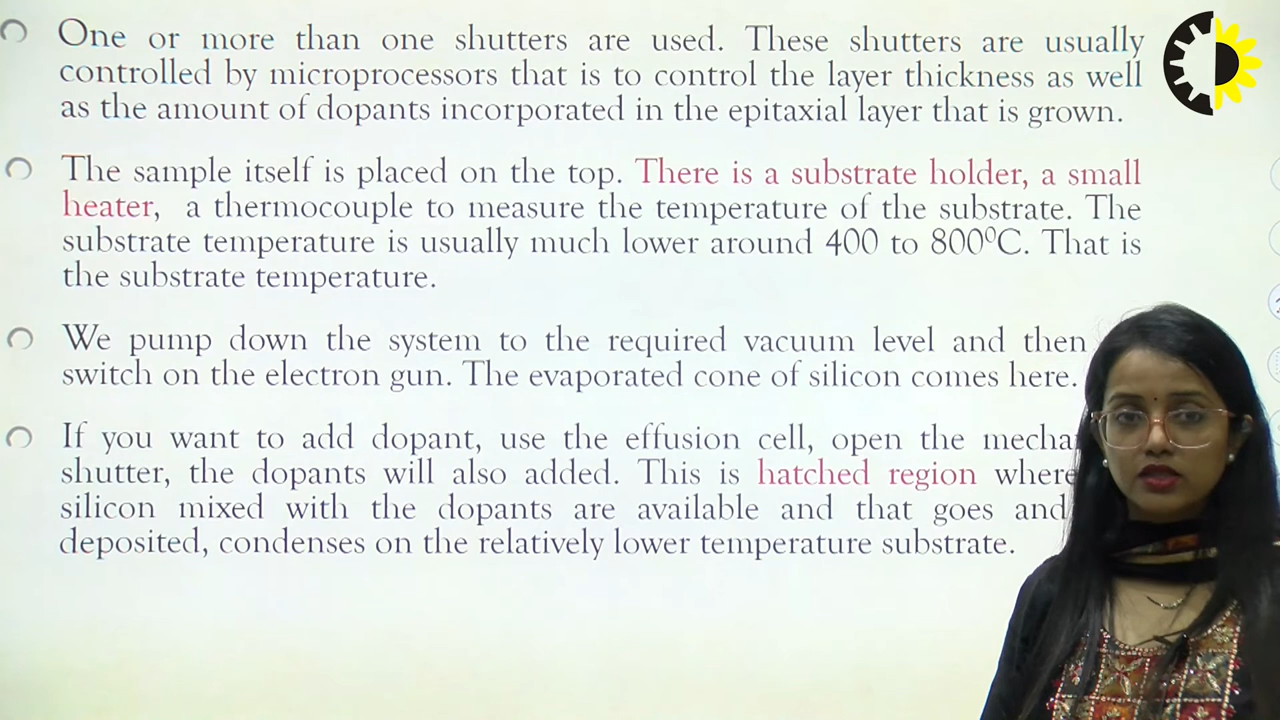 One or more than one shutters are used. These shutters are usually
controlled by microprocessors that is to control the layer thickness as well
as the amount of dopants incorporated in the epitaxial layer that is grown.
The sample itself is placed on the top. There is a substrate holder, a small
heater, a thermocouple to measure the temperature of the substrate. The
substrate temperature is usually much lower around 400 to 800⁰C. That is
the substrate temperature.
We pump down the system to the required vacuum level and then
switch on the electron gun. The evaporated cone of silicon comes here.
If you want to add dopant, use the effusion cell, open the
shutter, the dopants will also added. This is hatched region where
silicon mixed with the dopants are available and that goes and
deposited, condenses on the relatively lower temperature substrate.